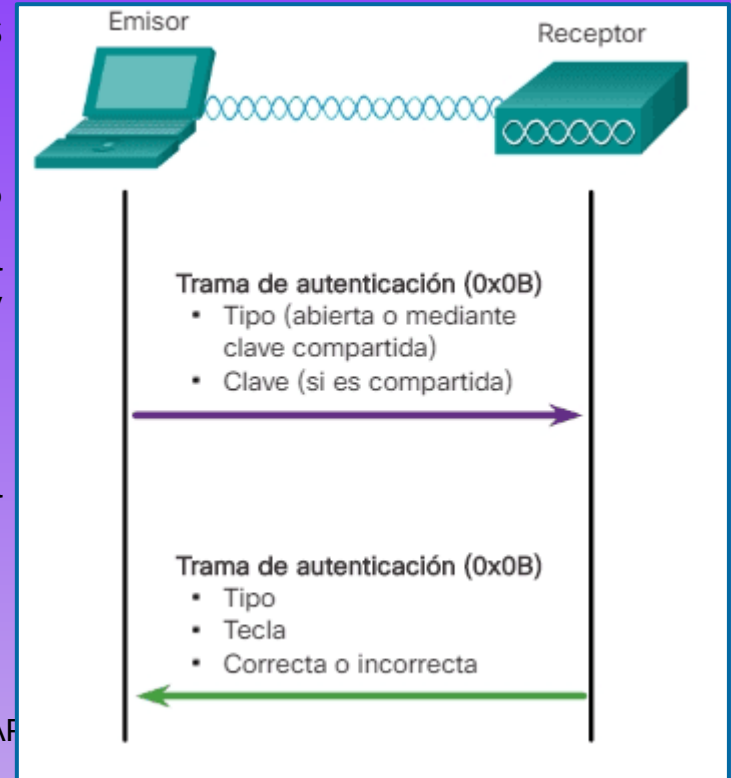 Emisor
Receptor
Trama de autenticación (0x0B)
• Tipo (abierta o mediante
clave compartida)
• Clave (si es compartida)
Trama de autenticación (0x0B)
• Tipo
• Tecla
• Correcta o incorrecta